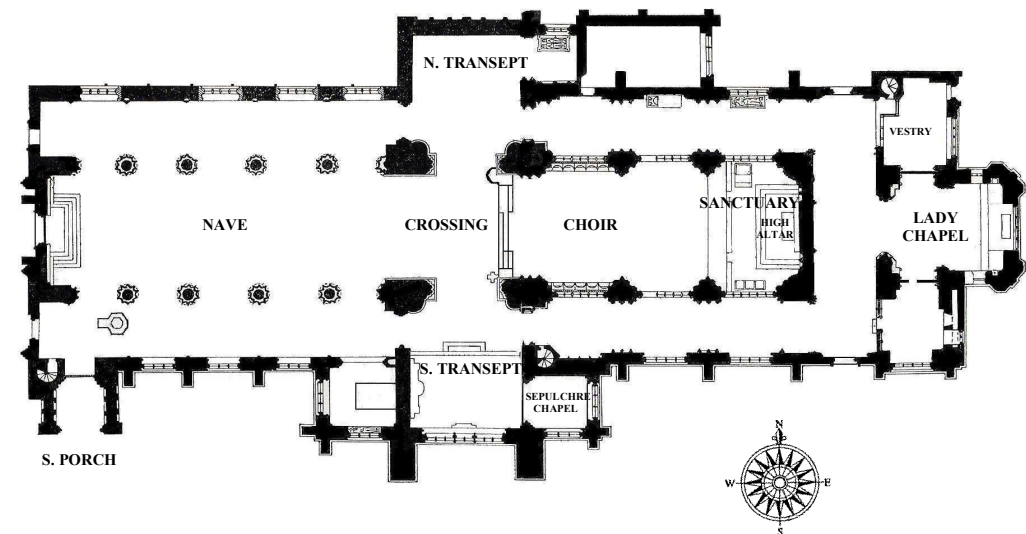 N. TRANSEPT
VESTRY
SANCTUARY
NAVE
CROSSING
CHOIR
HIGH
ALTAR
LADY
CHAPEL
S. TRANSEPT
SEPULCHRE
CHAPEL
S. PORCH
N
W
E
S